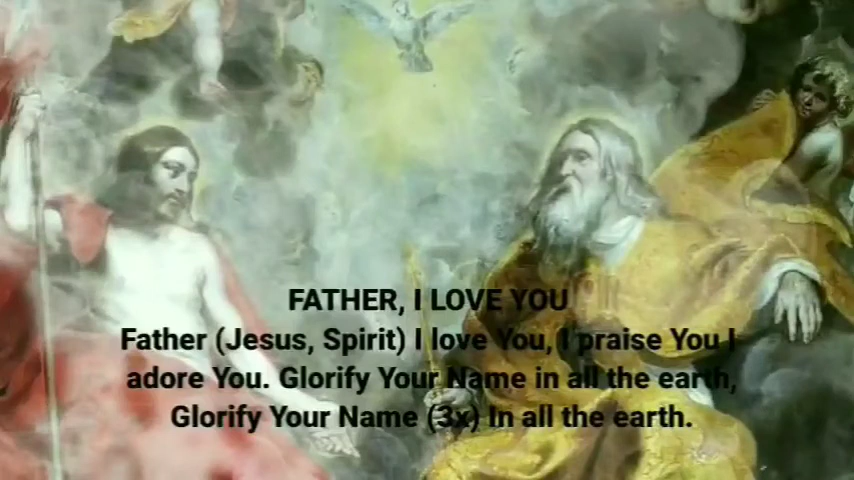 FATHER, I LOVE YOU
Father (Jesus, Spirit) I love You, I praise You I
adore You. Glorify Your Name in all the earth,
Glorify Your Name (3x) In all the earth.